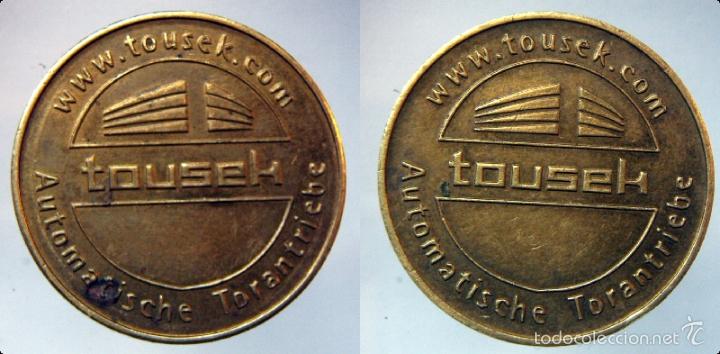 www.tousek.com
tousek
Automatische Torantriebe
www.tousek.com
tousek
Automatische Torantriebe
todocoleccion.net